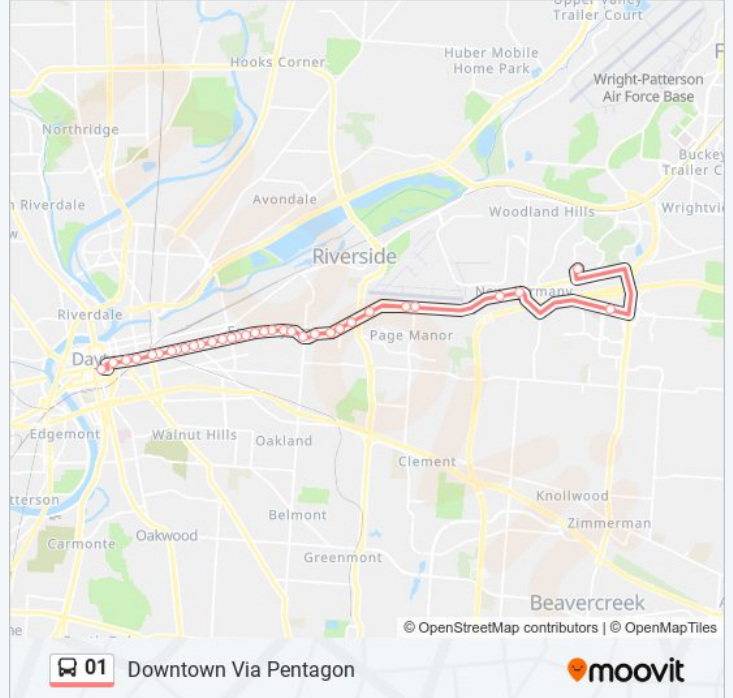 Upper Valley
Trailer Court
Huber Mobile
Home Park
Hooks Corner
Wright-Patterson
Air Force Base
F
Northridge
Buckey
Trailer C
Avondale
n Riverdale
Woodland Hills
Wrightvi
w
Riverside
New Germany
Riverdale
Page Manor
Dayt
Edgemont
Walnut Hills
Oakland
Clement
tterson
Knollwood
Belmont
Zimmerman
Oakwood
Carmonte
Greenmont
Beavercreek
A
ne
© OpenStreetMap contributors | © OpenMapTiles
01
Downtown Via Pentagon
moovit